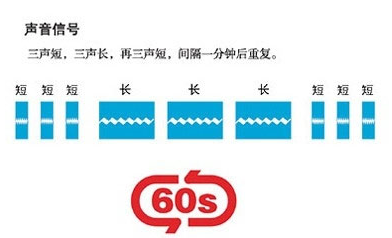 声音信号
三声短，三声长，再三声短，间隔一分钟后重复。
短 短 短 长 长 长 短 短 短
60s